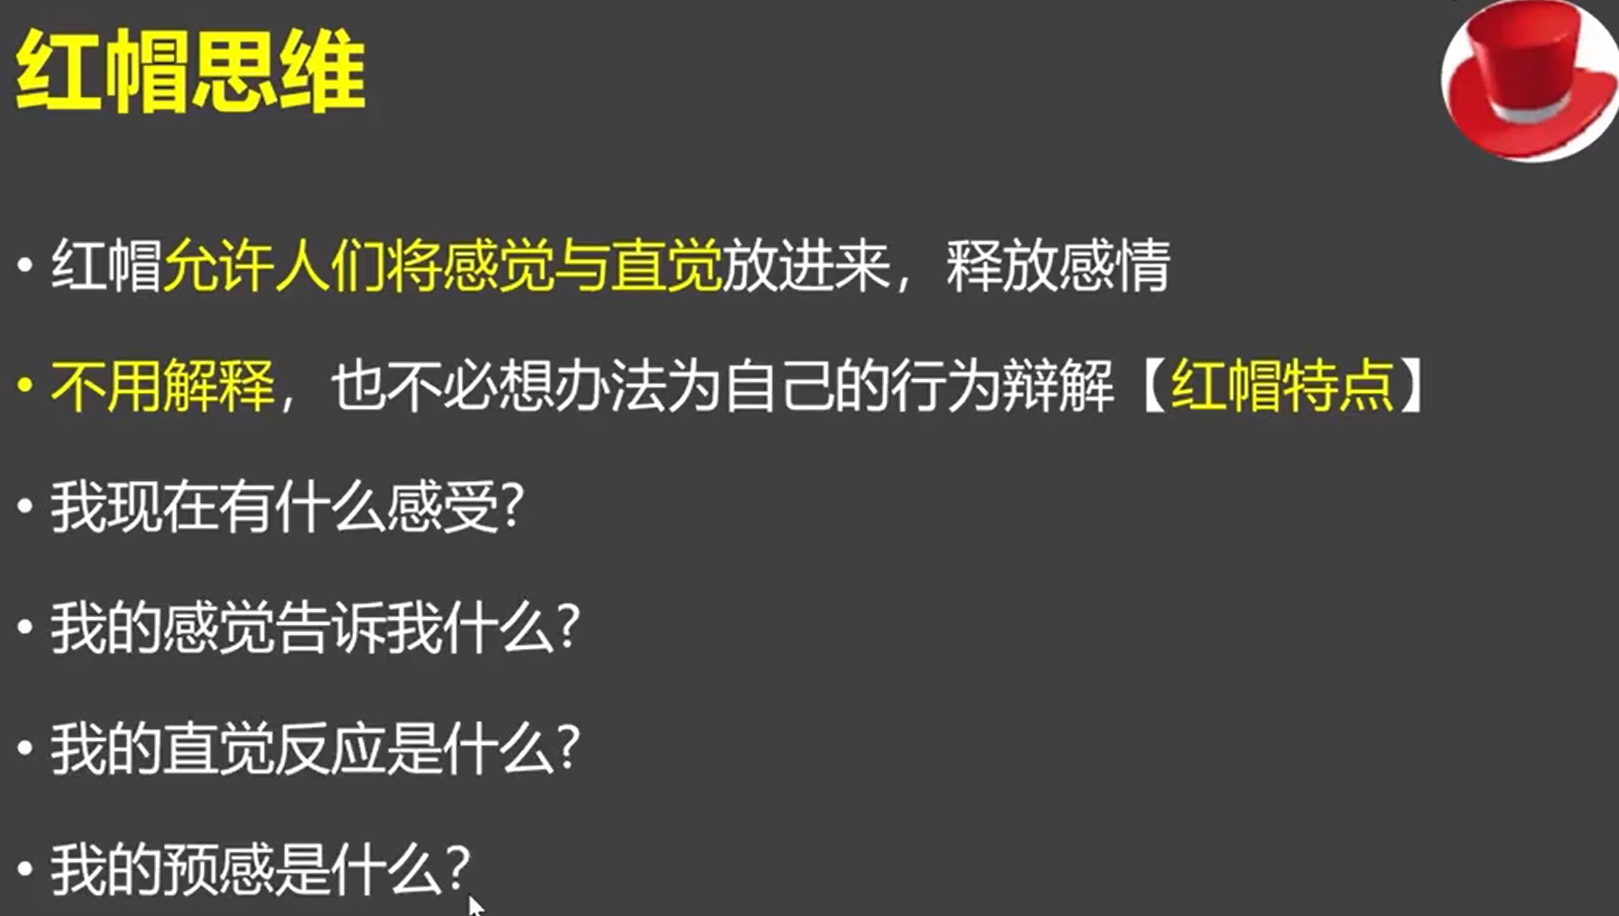 红帽思维
• 红帽允许人们将感觉与直觉放进来，释放感情
• 不用解释，也不必想办法为自己的行为辩解【红帽特点】
• 我现在有什么感受?
• 我的感觉告诉我什么?
• 我的直觉反应是什么?
• 我的预感是什么?